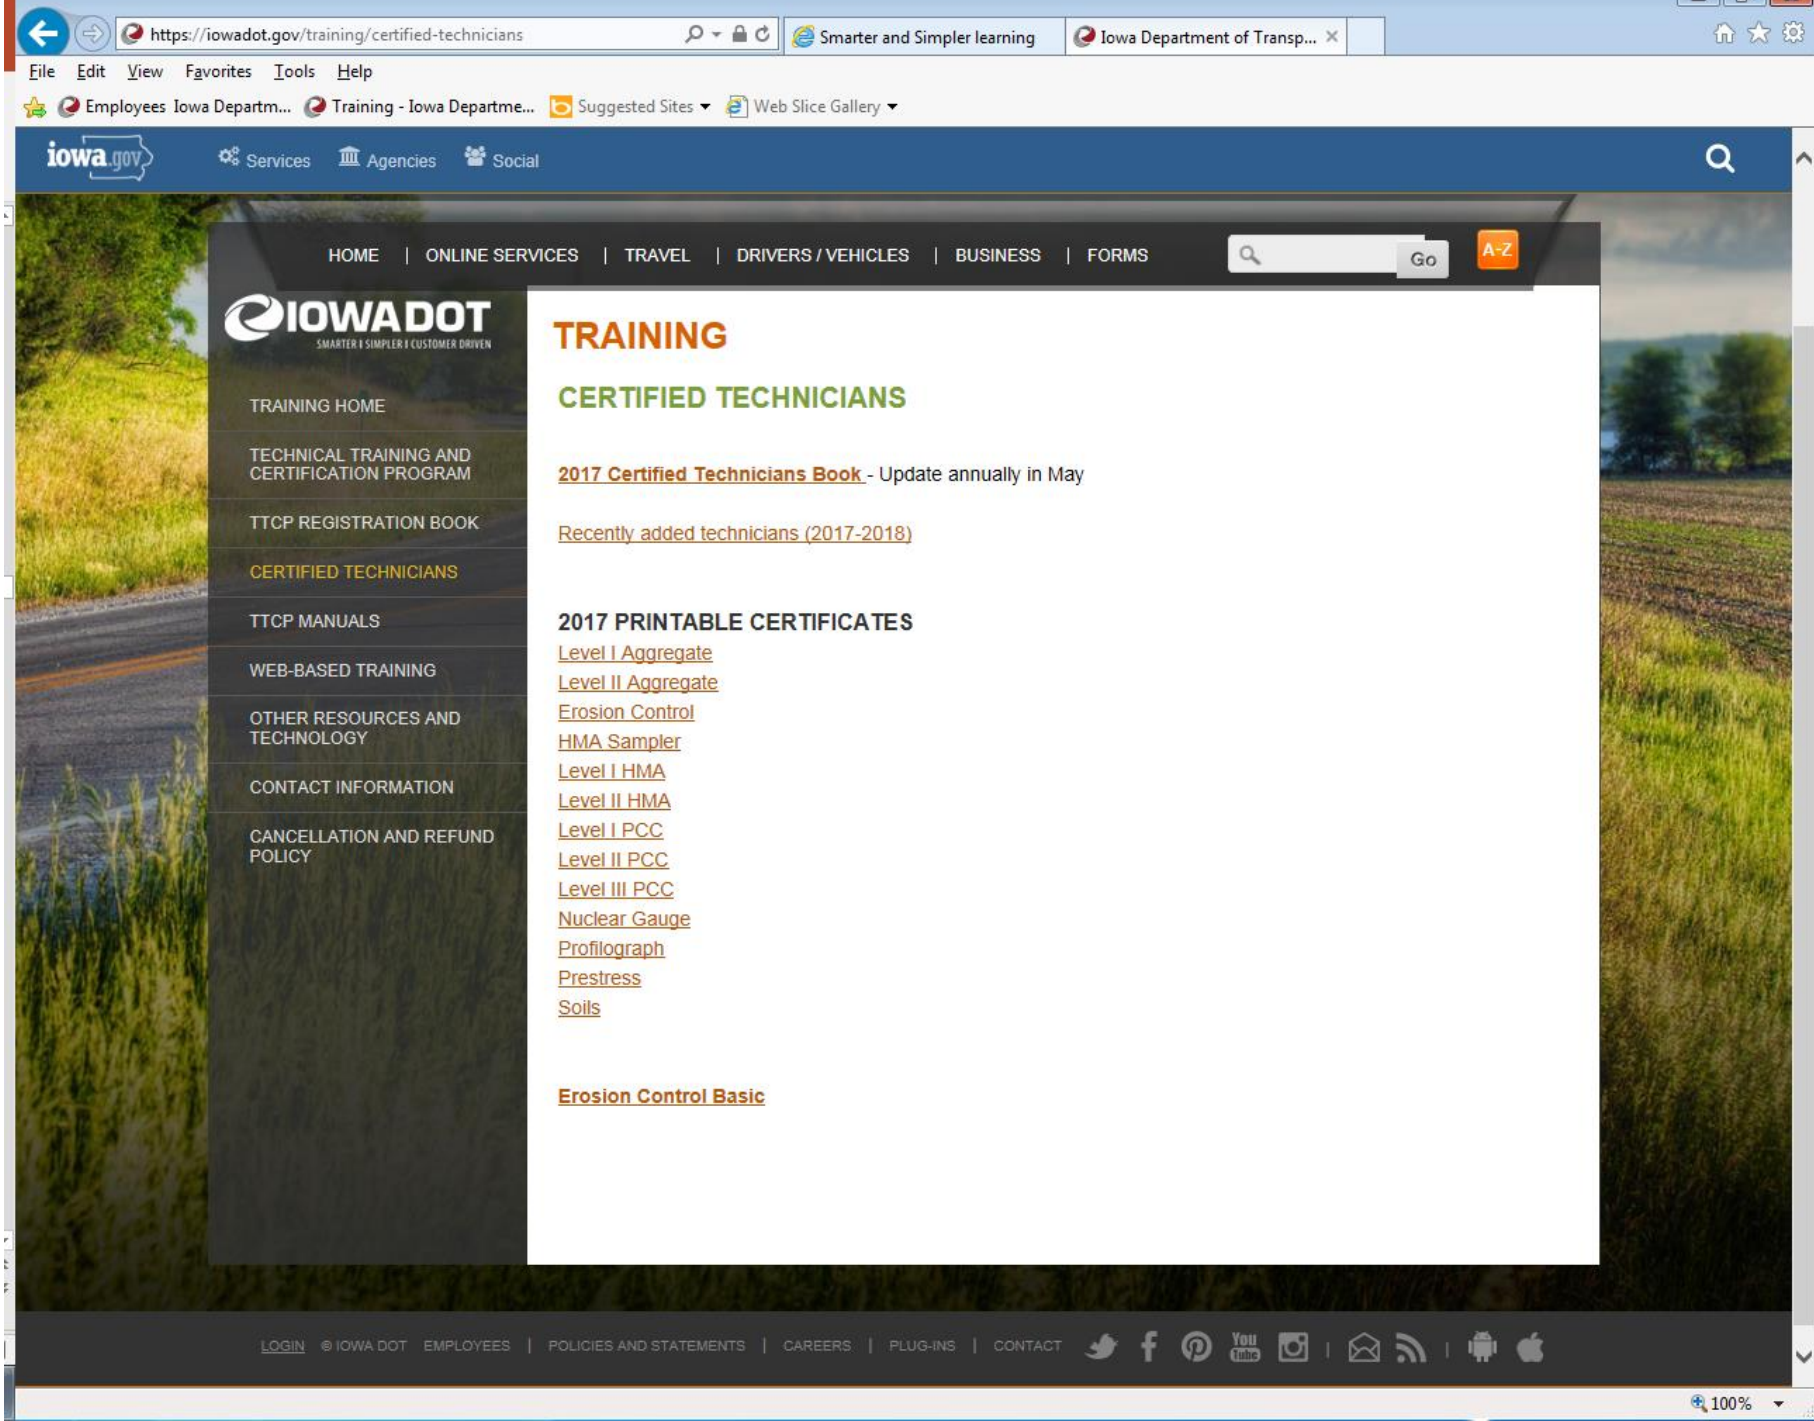 https://iowadot.gov/training/certified-technicians
Smarter and Simpler learning
Iowa Department of Transp...
File Edit View Favorites Tools Help
Employees Iowa Departm... Training - Iowa Departme... Suggested Sites Web Slice Gallery
iowa.gov Services Agencies Social
HOME | ONLINE SERVICES | TRAVEL | DRIVERS / VEHICLES | BUSINESS | FORMS Go A-Z
IOWADOT
SMARTER | SIMPLER | CUSTOMER DRIVEN
TRAINING HOME
TECHNICAL TRAINING AND
CERTIFICATION PROGRAM
TTCP REGISTRATION BOOK
CERTIFIED TECHNICIANS
TTCP MANUALS
WEB-BASED TRAINING
OTHER RESOURCES AND
TECHNOLOGY
CONTACT INFORMATION
CANCELLATION AND REFUND
POLICY
TRAINING
CERTIFIED TECHNICIANS
2017 Certified Technicians Book - Update annually in May
Recently added technicians (2017-2018)
2017 PRINTABLE CERTIFICATES
Level I Aggregate
Level II Aggregate
Erosion Control
HMA Sampler
Level I HMA
Level II HMA
Level I PCC
Level II PCC
Level III PCC
Nuclear Gauge
Profilograph
Prestress
Soils
Erosion Control Basic
LOGIN © IOWA DOT EMPLOYEES | POLICIES AND STATEMENTS | CAREERS | PLUG-INS | CONTACT You Tube
100%